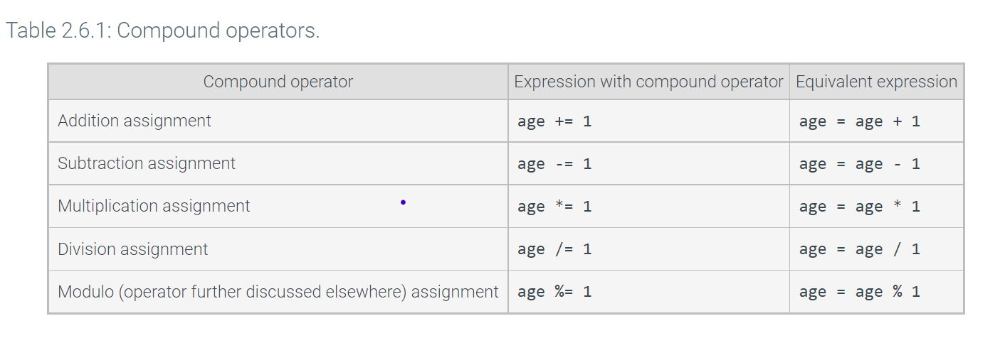 Table 2.6.1: Compound operators.
Compound operator Expression with compound operator Equivalent expression
Addition assignment age += 1 age = age + 1
Subtraction assignment age -= 1 age = age - 1
Multiplication assignment age *= 1 age = age * 1
Division assignment age /= 1 age = age / 1
Modulo (operator further discussed elsewhere) assignment age %= 1 age = age % 1